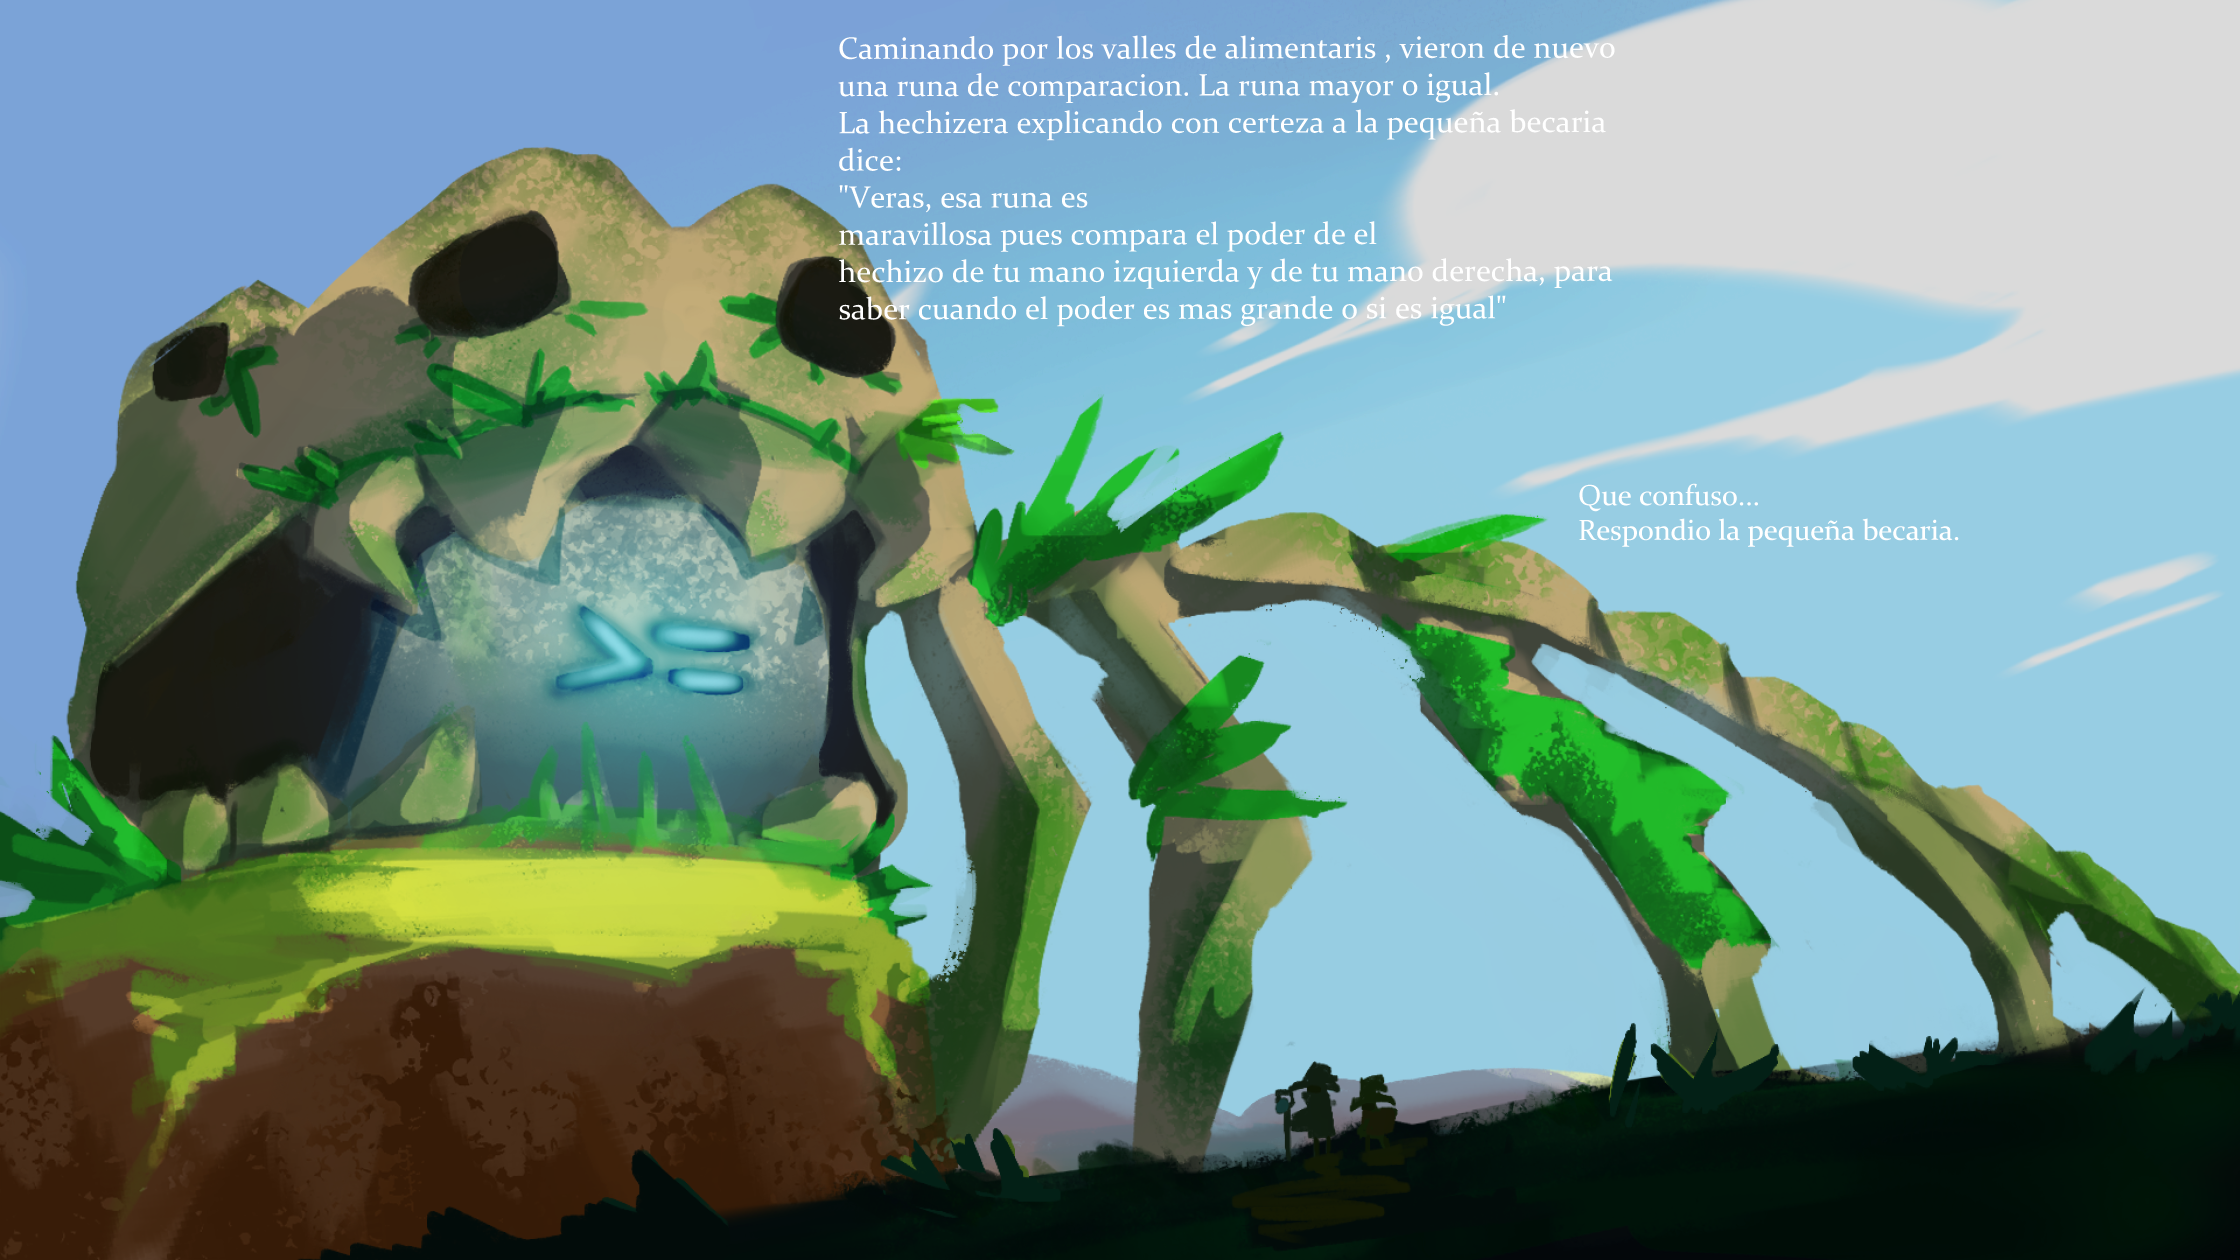 Caminando por los valles de alimentaris , vieron de nuevo
una runa de comparacion. La runa mayor o igual.
La hechizera explicando con certeza a la pequeña becaria
dice:
"Veras, esa runa es
maravillosa pues compara el poder de el
hechizo de tu mano izquierda y de tu mano derecha, para
saber cuando el poder es mas grande o si es igual"
Que confuso...
Respondio la pequeña becaria.
>=